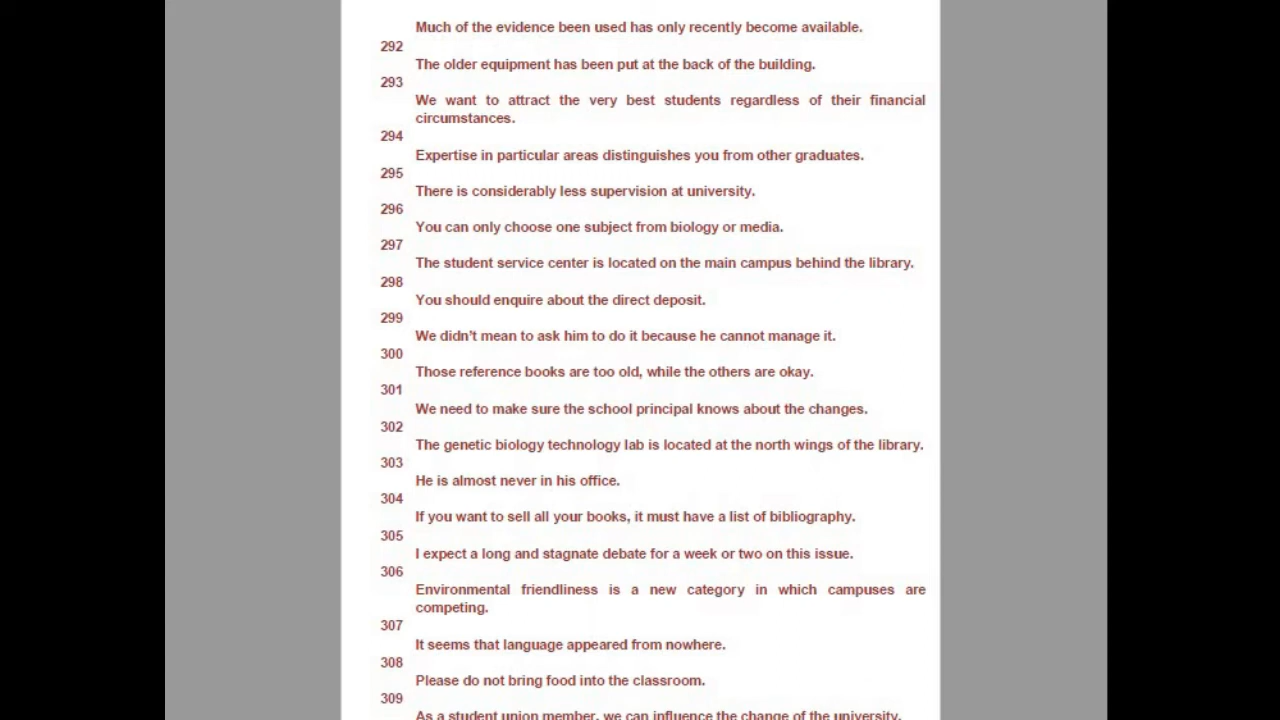 Much of the evidence been used has only recently become available.
292
The older equipment has been put at the back of the building.
293
We want to attract the very best students regardless of their financial
circumstances.
294
Expertise in particular areas distinguishes you from other graduates.
295
There is considerably less supervision at university.
296
You can only choose one subject from biology or media.
297
The student service center is located on the main campus behind the library.
298
You should enquire about the direct deposit.
299
We didn’t mean to ask him to do it because he cannot manage it.
300
Those reference books are too old, while the others are okay.
301
We need to make sure the school principal knows about the changes.
302
The genetic biology technology lab is located at the north wings of the library.
303
He is almost never in his office.
304
If you want to sell all your books, it must have a list of bibliography.
305
I expect a long and stagnate debate for a week or two on this issue.
306
Environmental friendliness is a new category in which campuses are
competing.
307
It seems that language appeared from nowhere.
308
Please do not bring food into the classroom.
309
As a student union member, we can influence the change of the university.